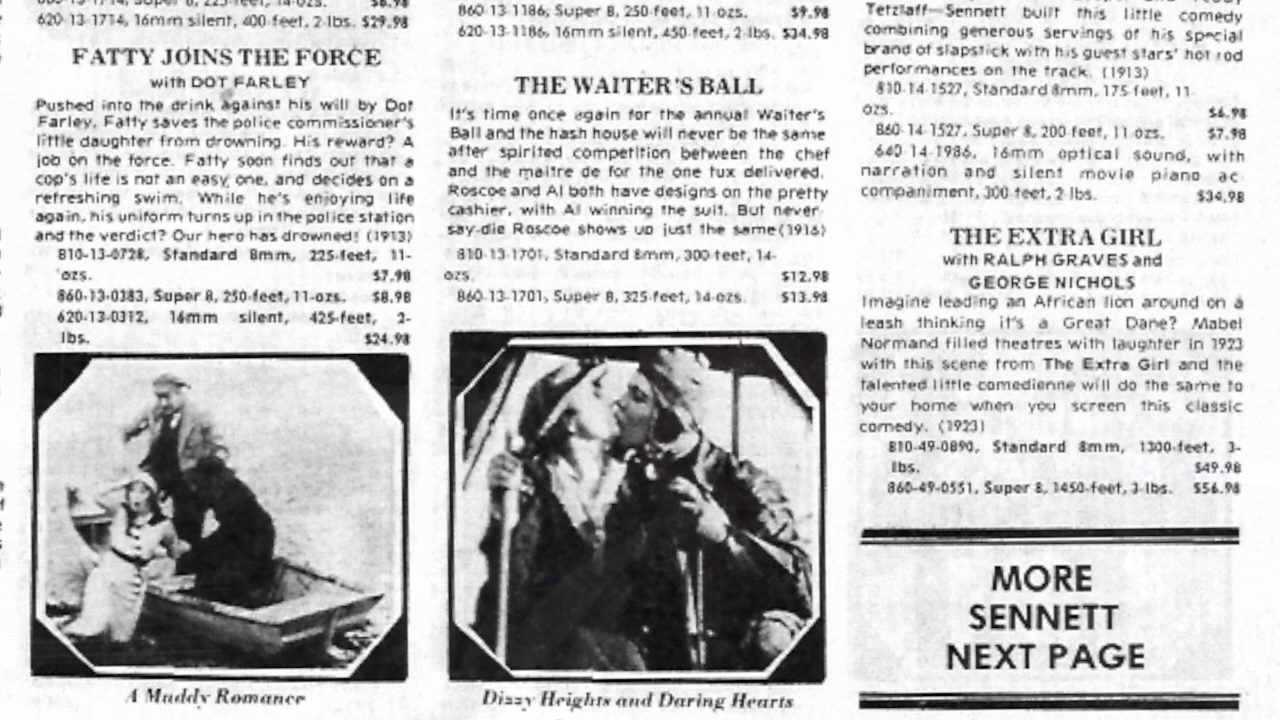 620-13-1714, 16mm silent, 400-feet, 2-lbs. $29.98
FATTY JOINS THE FORCE
with DOT FARLEY
Pushed into the drink against his will by Dot
Farley, Fatty saves the police commissioner's
little daughter from drowning. His reward? A
job on the force. Fatty soon finds out that a
cop's life is not an easy one, and decides on a
refreshing swim. While he's enjoying life
again, his uniform turns up in the police station
and the verdict? Our hero has drowned! (1913)
810-13-0728, Standard 8mm, 225-feet, 11-
ozs. $7.98
860-13-0383, Super 8, 250-feet, 11-ozs. $8.98
620-13-0312, 16mm silent, 425-feet, 2-
lbs. $24.98
A Muddy Romance
860-13-1186, Super 8, 250-feet, 11-ozs. $9.98
620-13-1186, 16mm silent, 450-feet, 2-lbs. $34.98
THE WAITER'S BALL
It's time once again for the annual Waiter's
Ball and the hash house will never be the same
after spirited competition between the chef
and the maitre de for the one tux delivered.
Roscoe and Al both have designs on the pretty
cashier, with Al winning the suit. But never-
say-die Roscoe shows up just the same (1916)
810-13-1701, Standard 8mm, 300-feet, 14-
ozs. $12.98
860-13-1701, Super 8, 325-feet, 14-ozs. $13.98
Dizzy Heights and Daring Hearts
Tetzlaff—Sennett built this little comedy
combining generous servings of his special
brand of slapstick with his guest stars' hot rod
performances on the track. (1913)
810-14-1527, Standard 8mm, 175-feet, 11-
ozs. $6.98
860-14-1527, Super 8, 200-feet, 11-ozs. $7.98
640-14-1986, 16mm optical sound, with
narration and silent movie piano ac-
companiment, 300-feet, 2-lbs. $34.98
THE EXTRA GIRL
with RALPH GRAVES and
GEORGE NICHOLS
Imagine leading an African lion around on a
leash thinking it's a Great Dane? Mabel
Normand filled theatres with laughter in 1923
with this scene from The Extra Girl and the
talented little comedienne will do the same to
your home when you screen this classic
comedy. (1923)
810-49-0890, Standard 8mm, 1300-feet, 3-
lbs. $49.98
860-49-0551, Super 8, 1450-feet, 3-lbs. $56.98
MORE
SENNETT
NEXT PAGE